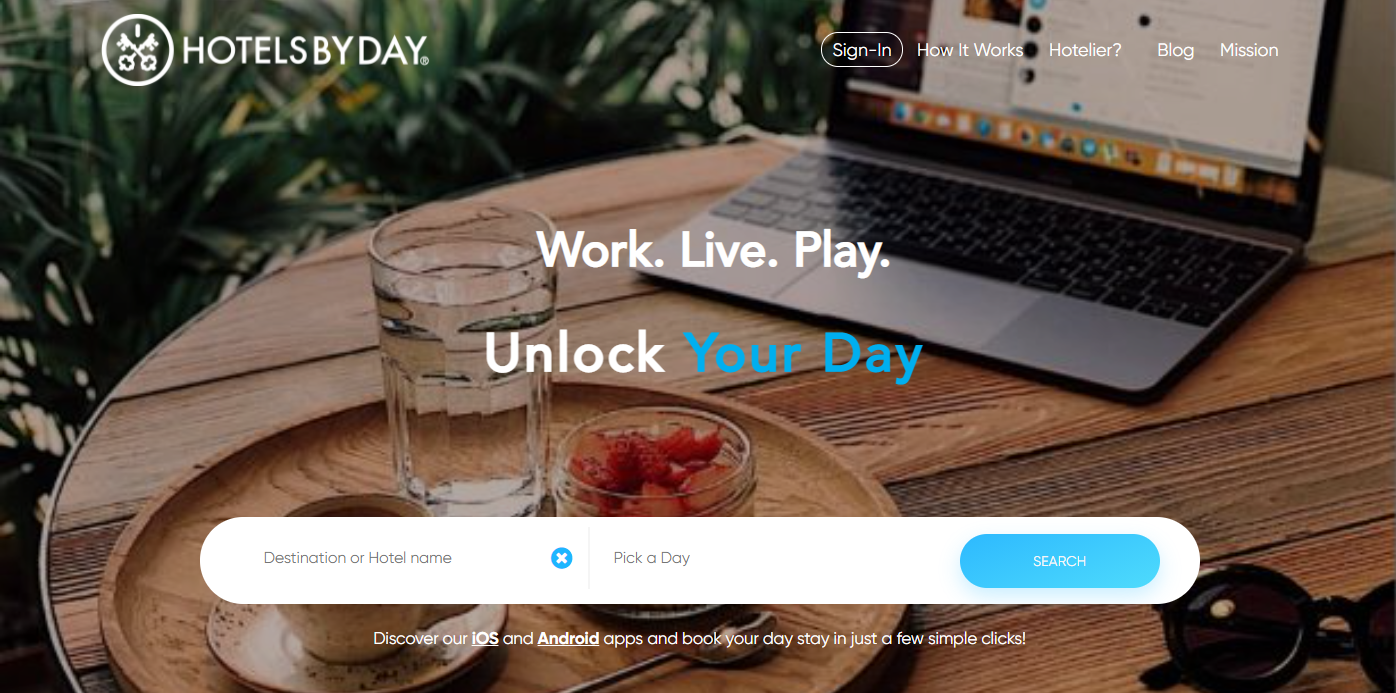 HOTELSBYDAY®
Sign-In How It Works Hotelier? Blog Mission
Work. Live. Play.
Unlock Your Day
Destination or Hotel name Pick a Day SEARCH
Discover our iOS and Android apps and book your day stay in just a few simple clicks!